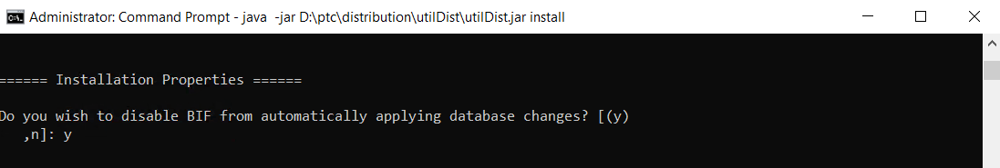 Administrator: Command Prompt - java  -jar D:\ptc\distribution\utilDist\utilDist.jar install
====== Installation Properties ======
Do you wish to disable BIF from automatically applying database changes? [(y)
   ,n]: y